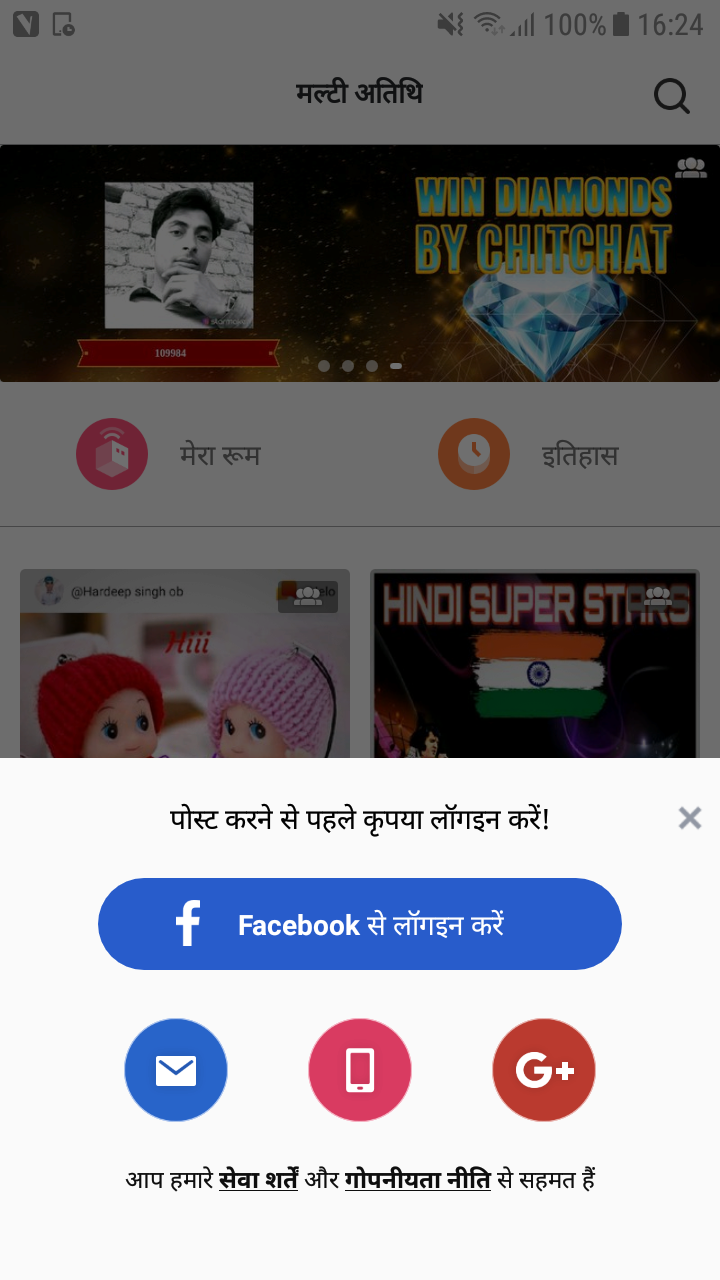 100% 16:24
मल्टी अतिथि
WIN DIAMONDS
BY CHITCHAT
109984
मेरा रूम
इतिहास
@Hardeep singh ob
Hiii
HINDI SUPER STARS
पोस्ट करने से पहले कृपया लॉगइन करें!
Facebook से लॉगइन करें
G+
आप हमारे सेवा शर्तें और गोपनीयता नीति से सहमत हैं